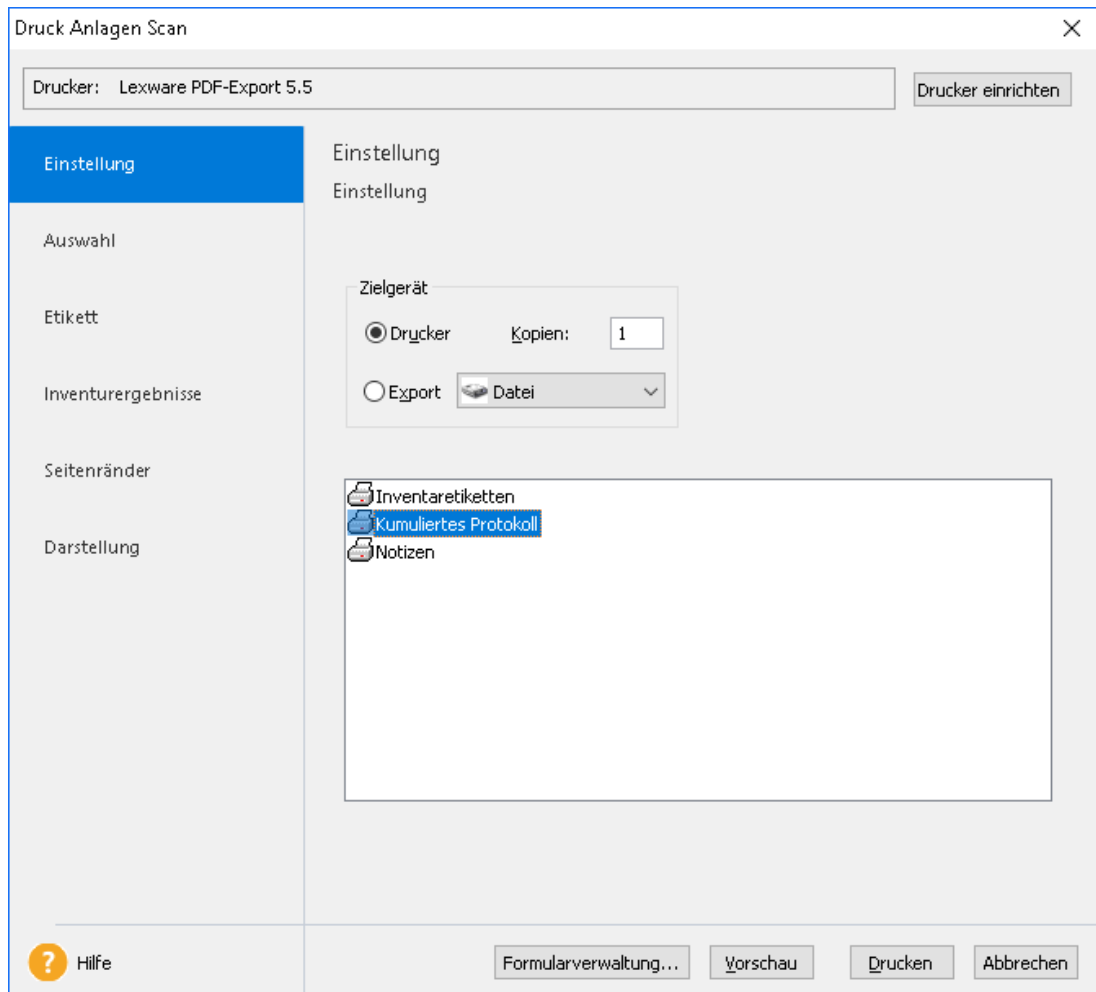 Druck Anlagen Scan
Drucker: Lexware PDF-Export 5.5
Drucker einrichten
Einstellung
Auswahl
Etikett
Inventurergebnisse
Seitenränder
Darstellung
Einstellung
Einstellung
Zielgerät
Drucker Kopien: 1
Export Datei
Inventaretiketten
Kumuliertes Protokoll
Notizen
? Hilfe
Formularverwaltung... Vorschau Drucken Abbrechen